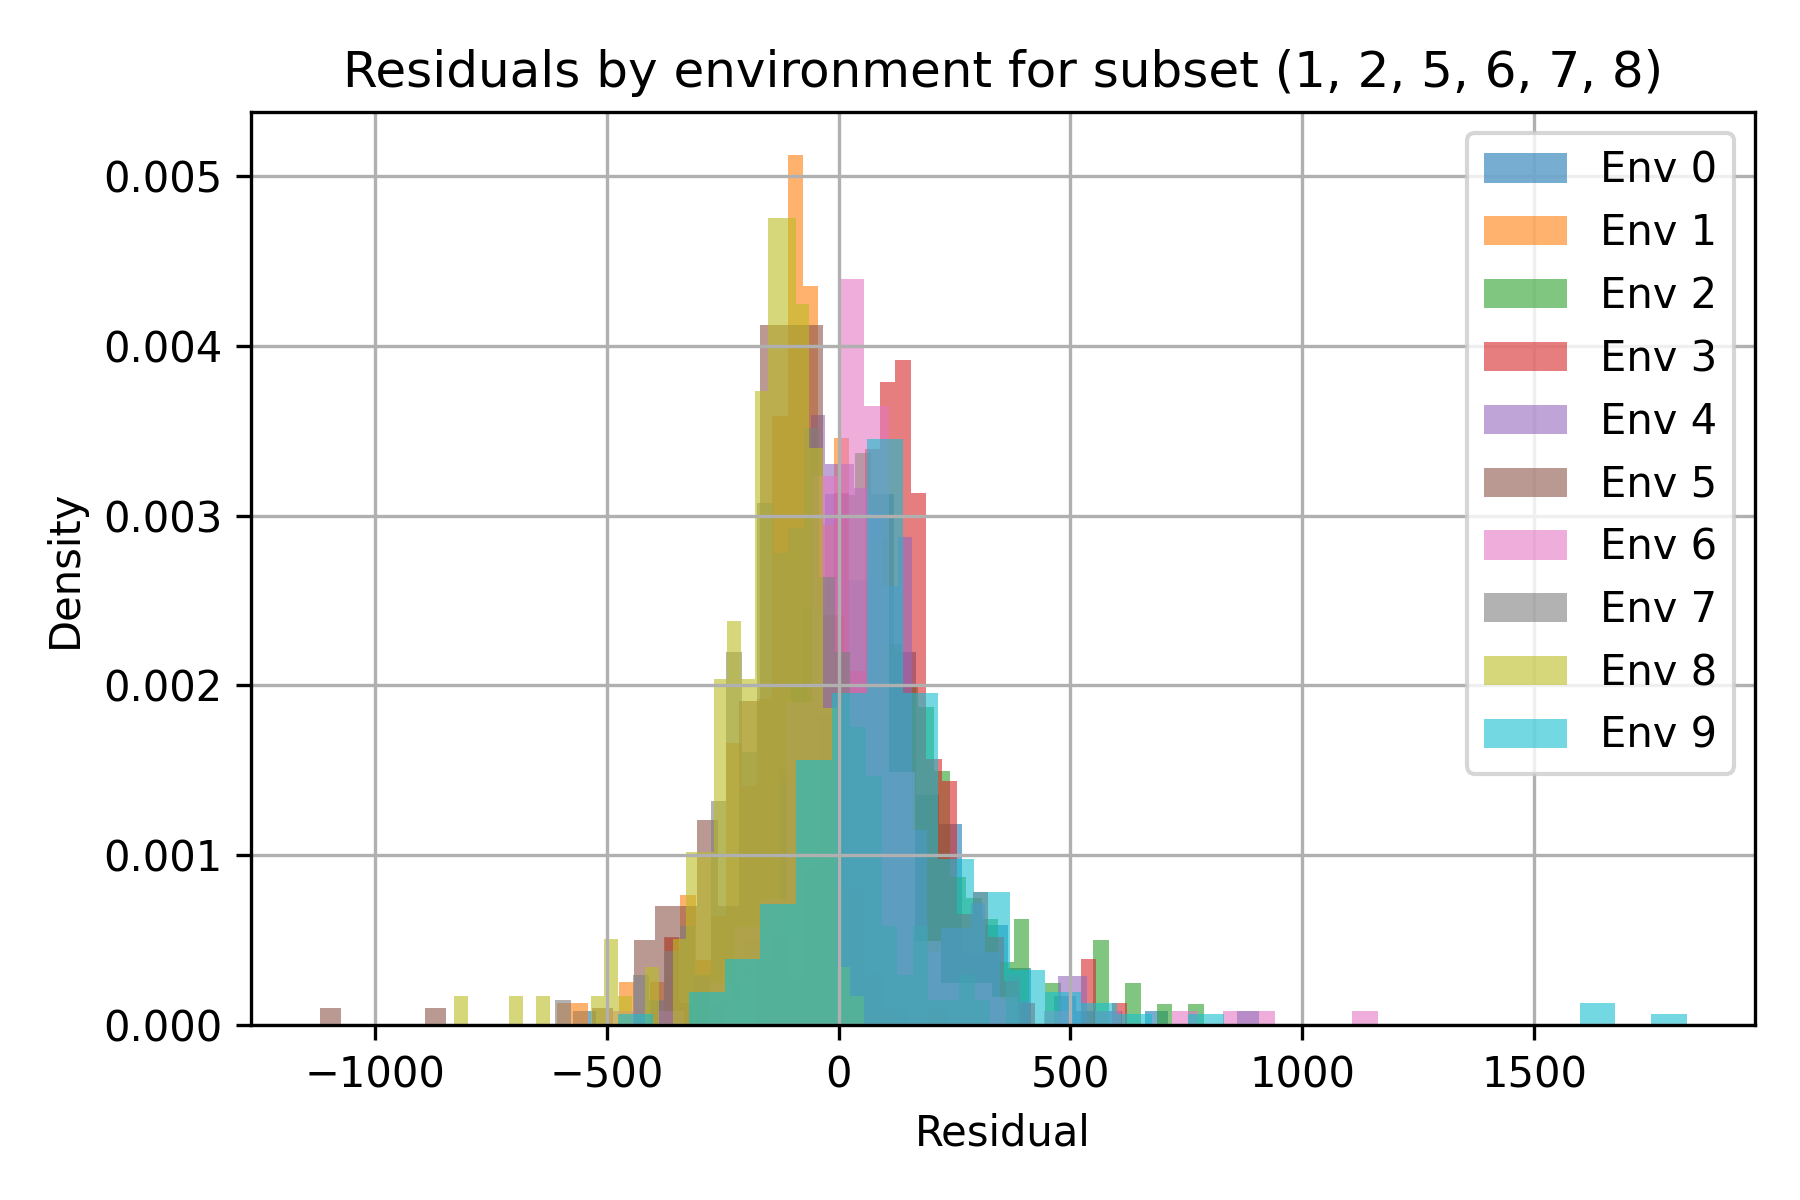 Residuals by environment for subset (1, 2, 5, 6, 7, 8)
0.005
0.004
0.003
0.002
0.001
0.000
Density
−1000
−500
0
500
1000
1500
Residual
Env 0
Env 1
Env 2
Env 3
Env 4
Env 5
Env 6
Env 7
Env 8
Env 9